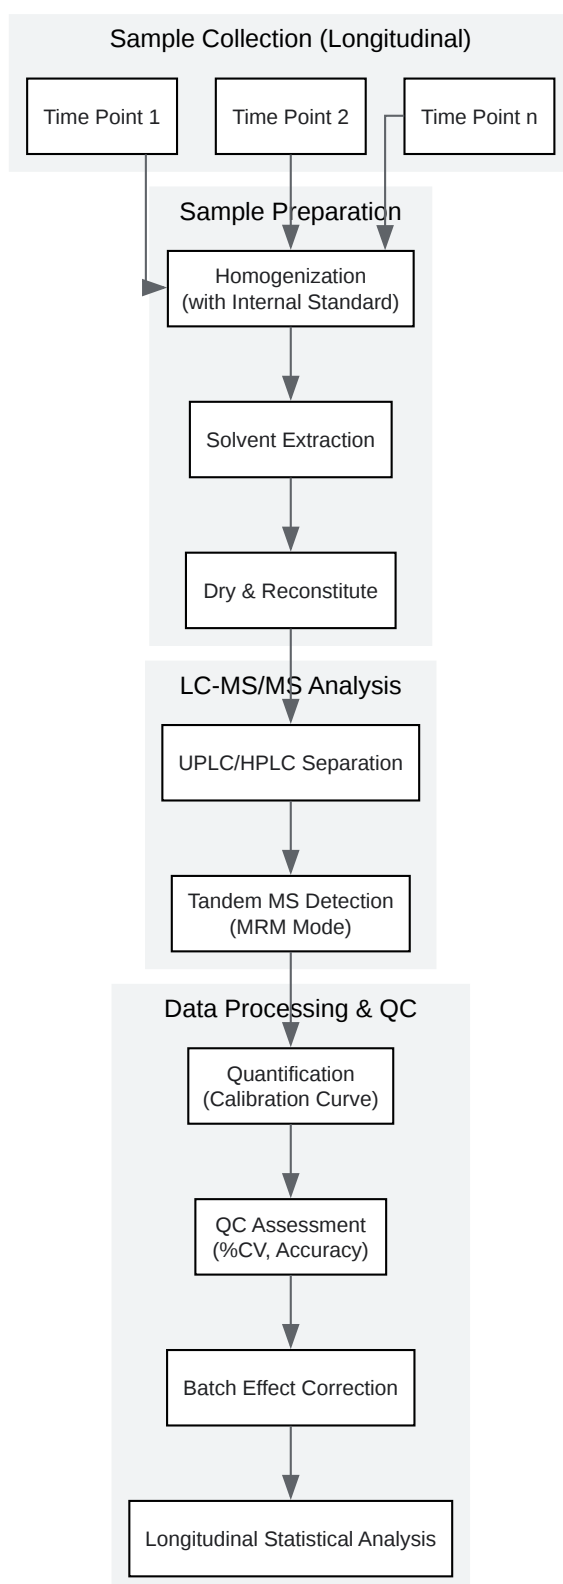 Sample Collection (Longitudinal)
Time Point 1
Time Point 2
Time Point n
Sample Preparation
Homogenization
(with Internal Standard)
Solvent Extraction
Dry & Reconstitute
LC-MS/MS Analysis
UPLC/HPLC Separation
Tandem MS Detection
(MRM Mode)
Data Processing & QC
Quantification
(Calibration Curve)
QC Assessment
(%CV, Accuracy)
Batch Effect Correction
Longitudinal Statistical Analysis